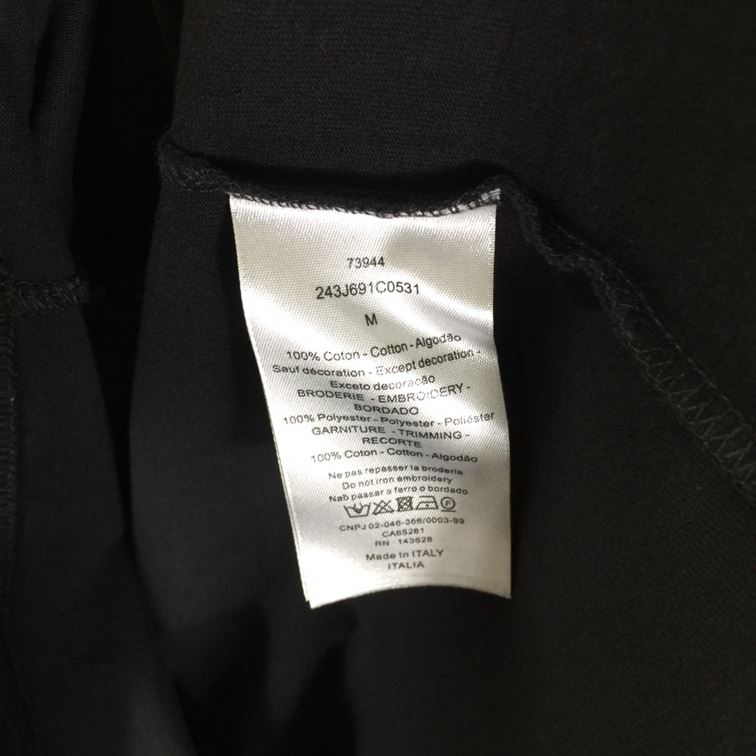 73944
243J691C0531
M
100% Coton - Cotton - Algodão
Sauf décoration - Except decoration -
Exceto decoração
BRODERIE - EMBROIDERY -
BORDADO
100% Polyester - Polyester - Poliéster
GARNITURE - TRIMMING -
RECORTE
100% Coton - Cotton - Algodão
Ne pas repasser la broderie
Do not iron embroidery
Nao passar a ferro o bordado
CNPJ 02-046-366/0003-99
CA65281
RN : 143628
Made in ITALY
ITALIA